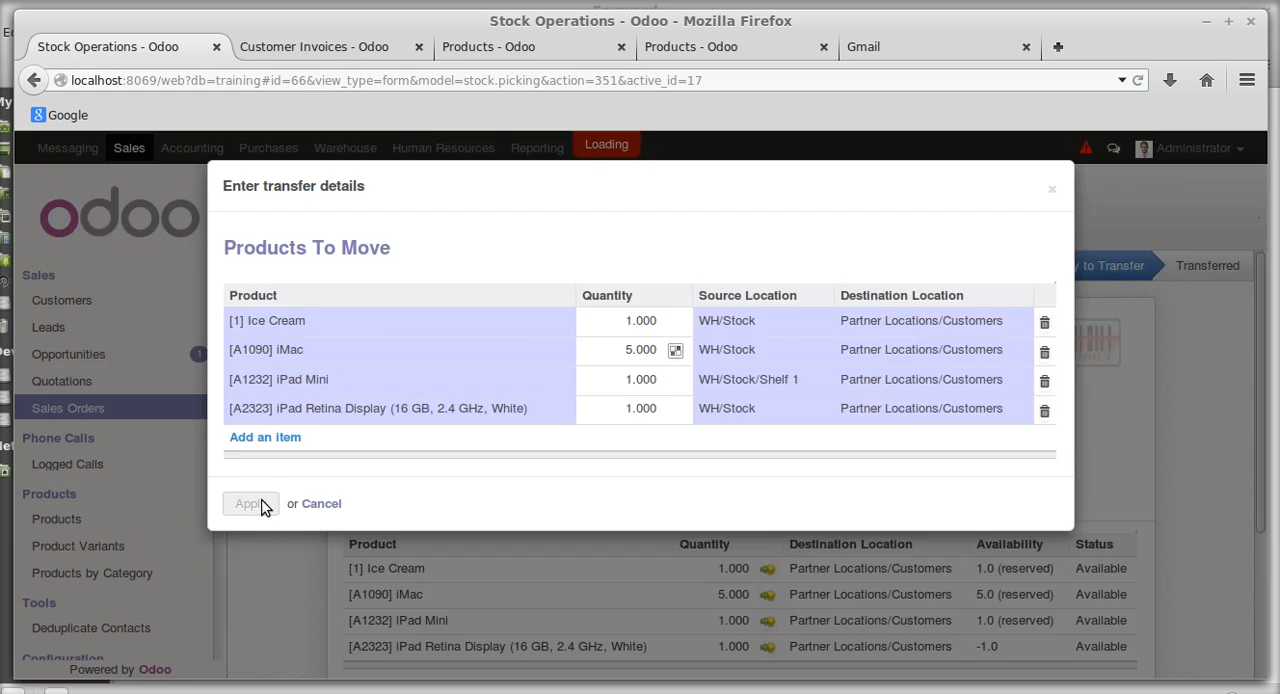 Stock Operations - Odoo - Mozilla Firefox
Stock Operations - Odoo
Customer Invoices - Odoo
Products - Odoo
Products - Odoo
Gmail
localhost:8069/web?db=training#id=66&view_type=form&model=stock.picking&action=351&active_id=17
Google
Messaging Sales Accounting Purchases Warehouse Human Resources Reporting Loading Administrator
odoo
Sales
Customers
Leads
Opportunities 1
Quotations
Sales Orders
Phone Calls
Logged Calls
Products
Products
Product Variants
Products by Category
Tools
Deduplicate Contacts
Configuration
Powered by Odoo
to Transfer Transferred
Enter transfer details
Products To Move
Product Quantity Source Location Destination Location
[1] Ice Cream 1.000 WH/Stock Partner Locations/Customers
[A1090] iMac 5.000 WH/Stock Partner Locations/Customers
[A1232] iPad Mini 1.000 WH/Stock/Shelf 1 Partner Locations/Customers
[A2323] iPad Retina Display (16 GB, 2.4 GHz, White) 1.000 WH/Stock Partner Locations/Customers
Add an item
or Cancel
Product Quantity Destination Location Availability Status
[1] Ice Cream 1.000 Partner Locations/Customers 1.0 (reserved) Available
[A1090] iMac 5.000 Partner Locations/Customers 5.0 (reserved) Available
[A1232] iPad Mini 1.000 Partner Locations/Customers 1.0 (reserved) Available
[A2323] iPad Retina Display (16 GB, 2.4 GHz, White) 1.000 Partner Locations/Customers -1.0 Available